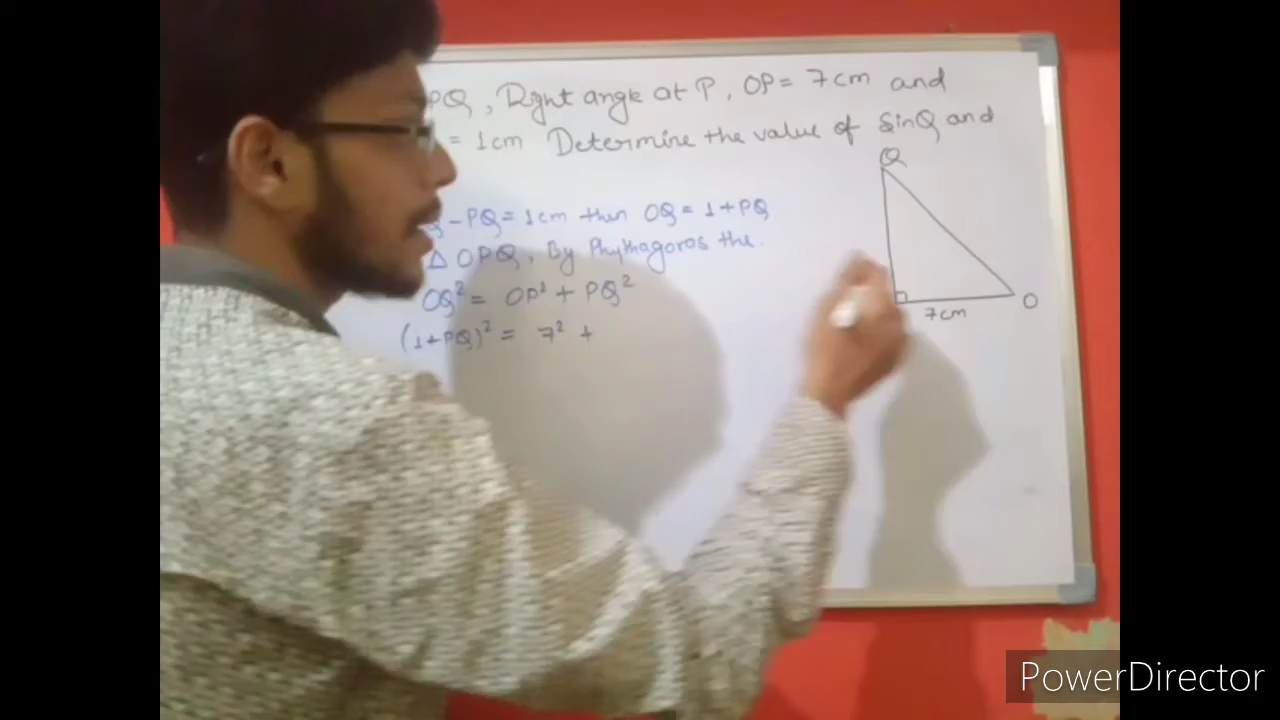 PQ, Right angle at P, OP = 7cm and
= 1cm Determine the value of SinQ and
Q
- PQ = 1cm then OQ = 1+PQ
Δ OPQ, By Phythagoros the.
OQ² = OP² + PQ²
(1+PQ)² = 7² +
O
7cm
PowerDirector